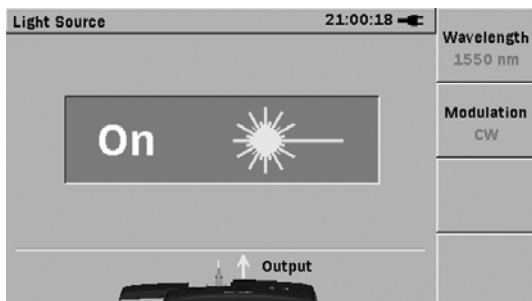 Light Source
21:00:18
Wavelength
1550 nm
Modulation
CW
On
Output